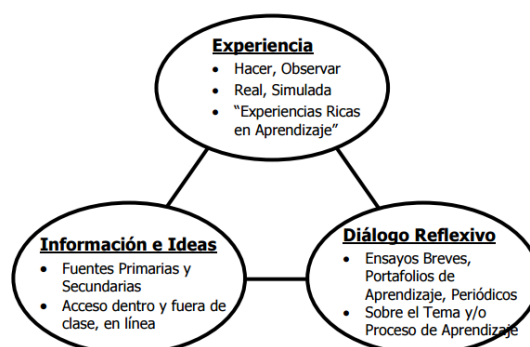 Experiencia
• Hacer, Observar
• Real, Simulada
• “Experiencias Ricas
en Aprendizaje”
Información e Ideas
• Fuentes Primarias y
Secundarias
• Acceso dentro y fuera de
clase, en línea
Diálogo Reflexivo
• Ensayos Breves,
Portafolios de
Aprendizaje, Periódicos
• Sobre el Tema y/o
Proceso de Aprendizaje